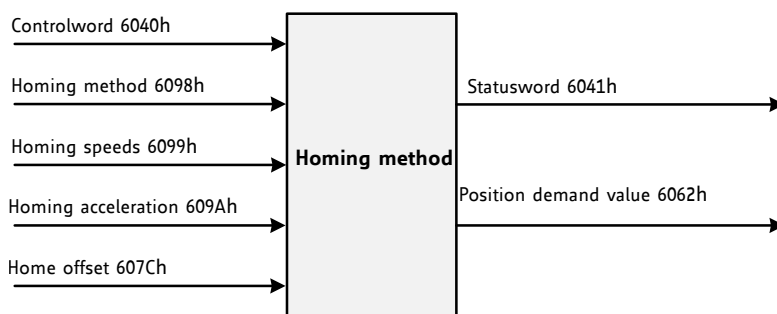 Controlword 6040h
Homing method 6098h
Homing speeds 6099h
Homing acceleration 609Ah
Home offset 607Ch
Homing method
Statusword 6041h
Position demand value 6062h